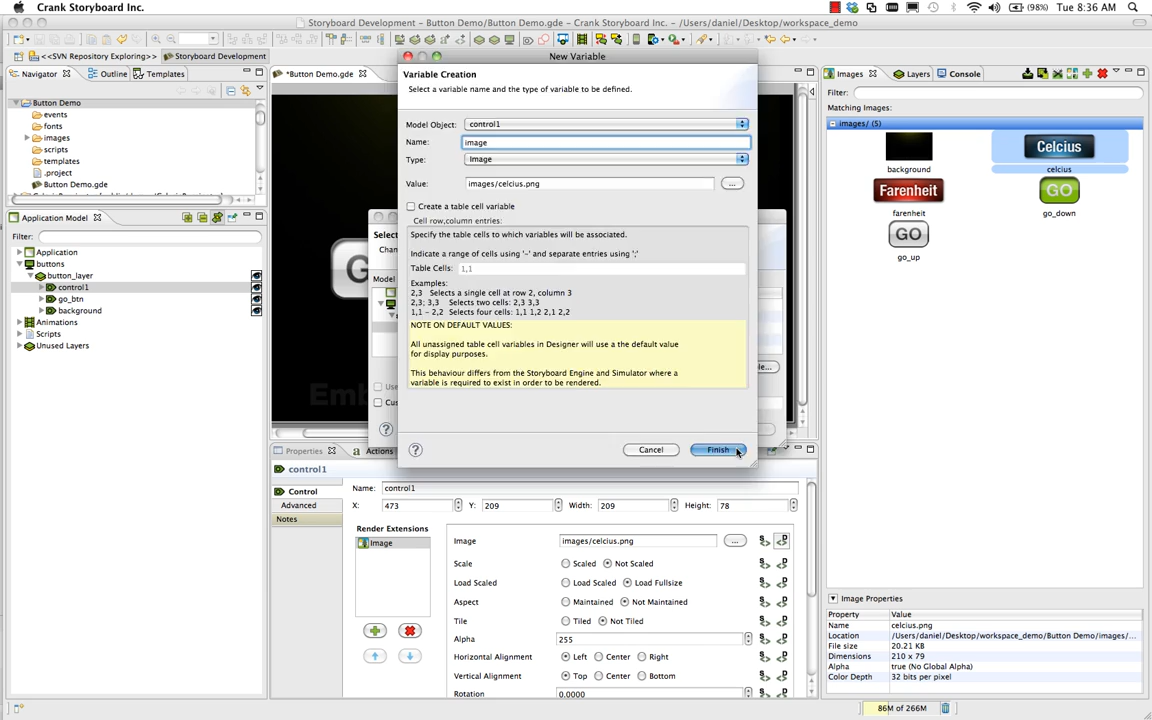 Crank Storyboard Inc. (98%) Tue 8:36 AM
Storyboard Development - Button Demo/Button Demo.gde - Crank Storyboard Inc. - /Users/daniel/Desktop/workspace_demo
<<SVN Repository Exploring>> Storyboard Development
Navigator Outline Templates
Button Demo
events
fonts
images
scripts
templates
.project
Button Demo.gde
Application Model
Filter:
Application
buttons
button_layer
control1
go_btn
background
Animations
Scripts
Unused Layers
*Button Demo.gde
G
New Variable
Variable Creation
Select a variable name and the type of variable to be defined.
Model Object: control1
Name: image
Type: Image
Value: images/celcius.png ...
Create a table cell variable
Cell row,column entries:
Specify the table cells to which variables will be associated.
Indicate a range of cells using '-' and separate entries using ';'
Table Cells: 1,1
Examples:
2,3 Selects a single cell at row 2, column 3
2,3; 3,3 Selects two cells: 2,3 3,3
1,1 - 2,2 Selects four cells: 1,1 1,2 2,1 2,2
NOTE ON DEFAULT VALUES:
All unassigned table cell variables in Designer will use a the default value
for display purposes.
This behaviour differs from the Storyboard Engine and Simulator where a
variable is required to exist in order to be rendered.
Cancel Finish
Selec
Chan
Model
Use
Cus
le...
Emb
Properties Actions
control1
Control
Advanced
Notes
Name: control1
X: 473 Y: 209 Width: 209 Height: 78
Render Extensions
Image
Image images/celcius.png ...
Scale Scaled Not Scaled
Load Scaled Load Scaled Load Fullsize
Aspect Maintained Not Maintained
Tile Tiled Not Tiled
Alpha 255
Horizontal Alignment Left Center Right
Vertical Alignment Top Center Bottom
Rotation 0.0000
Images Layers Console
Filter:
Matching Images:
images/ (5)
Celcius
background celcius
Farenheit GO
farenheit go_down
GO
go_up
Image Properties
Property Value
Name celcius.png
Location /Users/daniel/Desktop/workspace_demo/Button Demo/images/...
File size 20.21 KB
Dimensions 210 x 79
Alpha true (No Global Alpha)
Color Depth 32 bits per pixel
86M of 266M